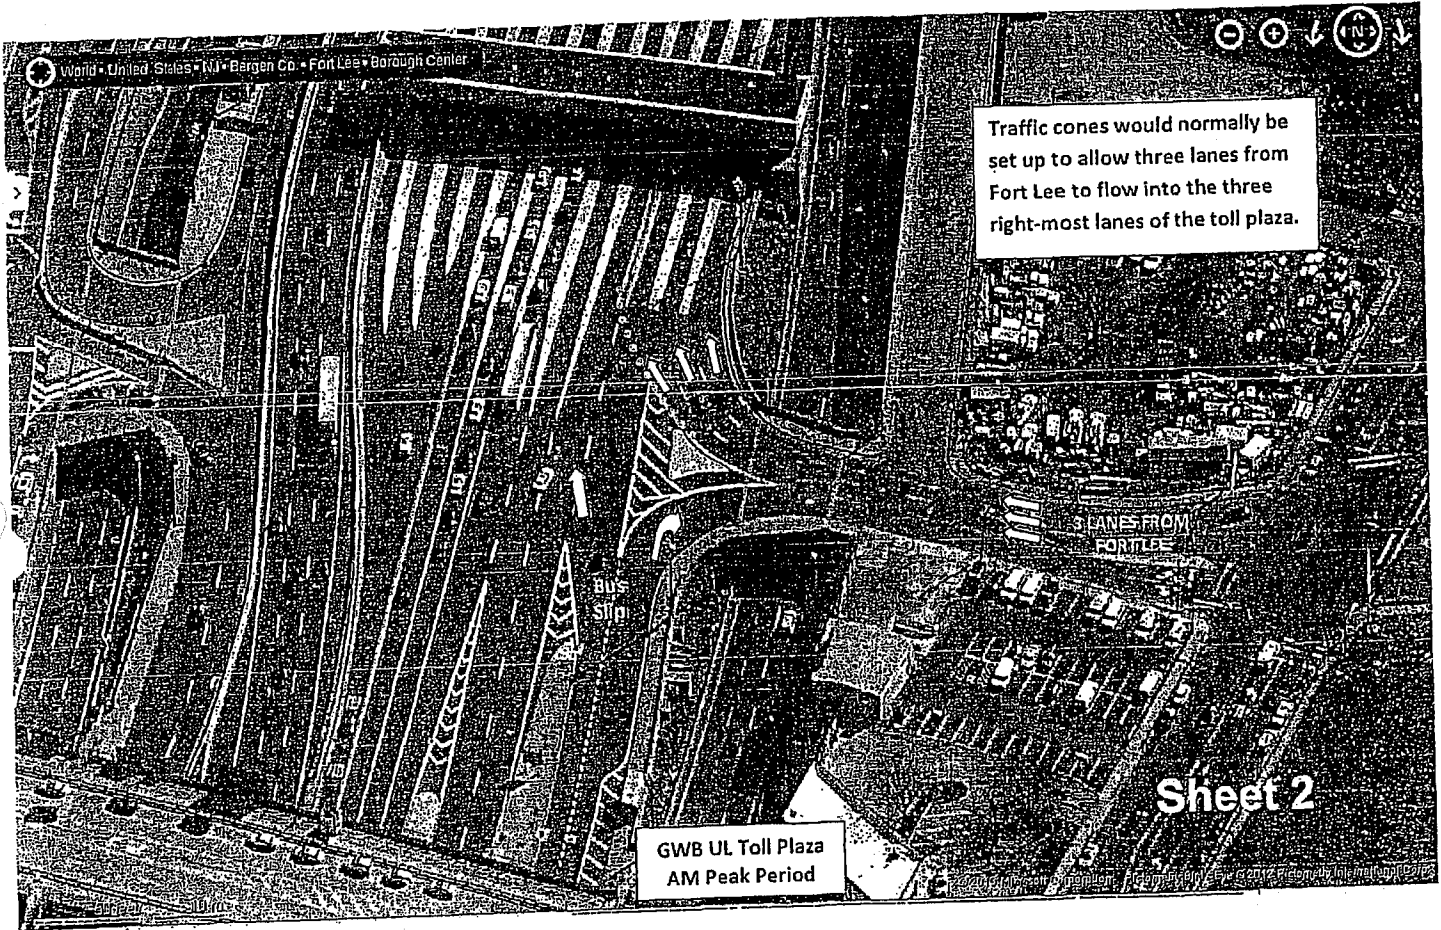 World • United States • NJ • Bergen Co. • Fort Lee • Borough Center
N
Traffic cones would normally be
set up to allow three lanes from
Fort Lee to flow into the three
right-most lanes of the toll plaza.
3 LANES FROM
FORT LEE
Bus
Slip
Sheet 2
GWB UL Toll Plaza
AM Peak Period